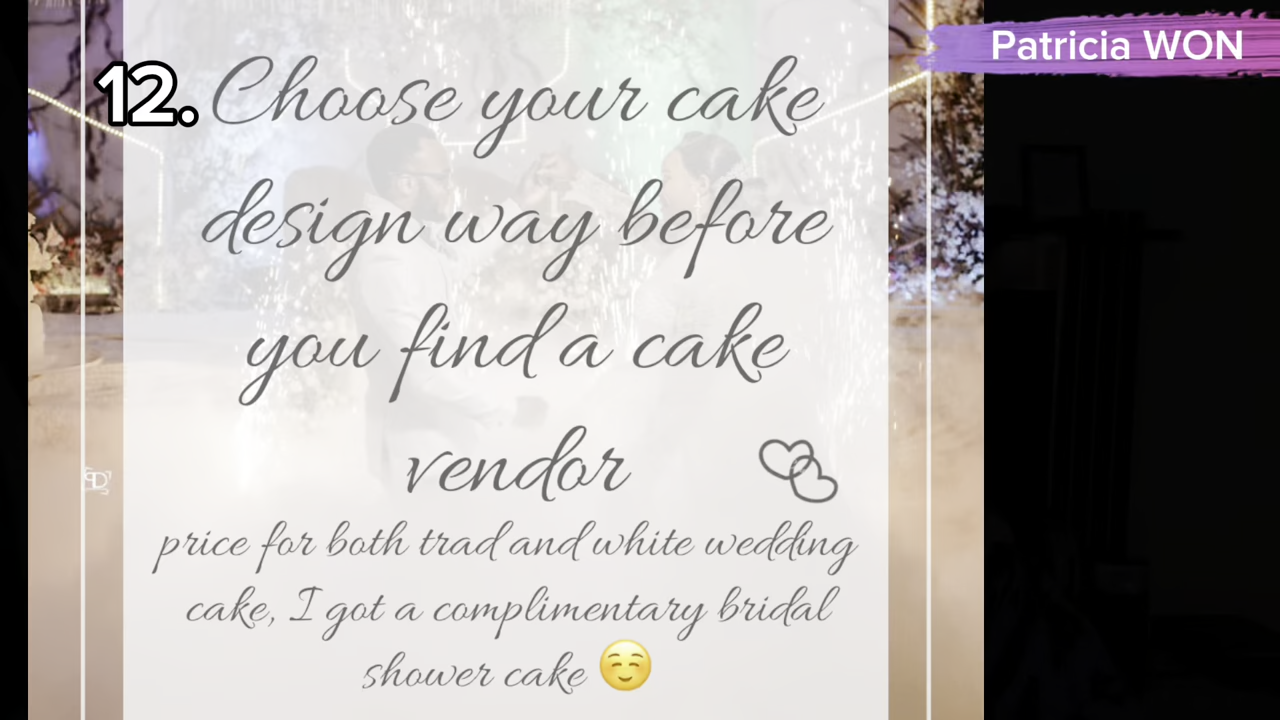 Patricia WON
12. Choose your cake
design way before
you find a cake
vendor
price for both trad and white wedding
cake, I got a complimentary bridal
shower cake ☺️